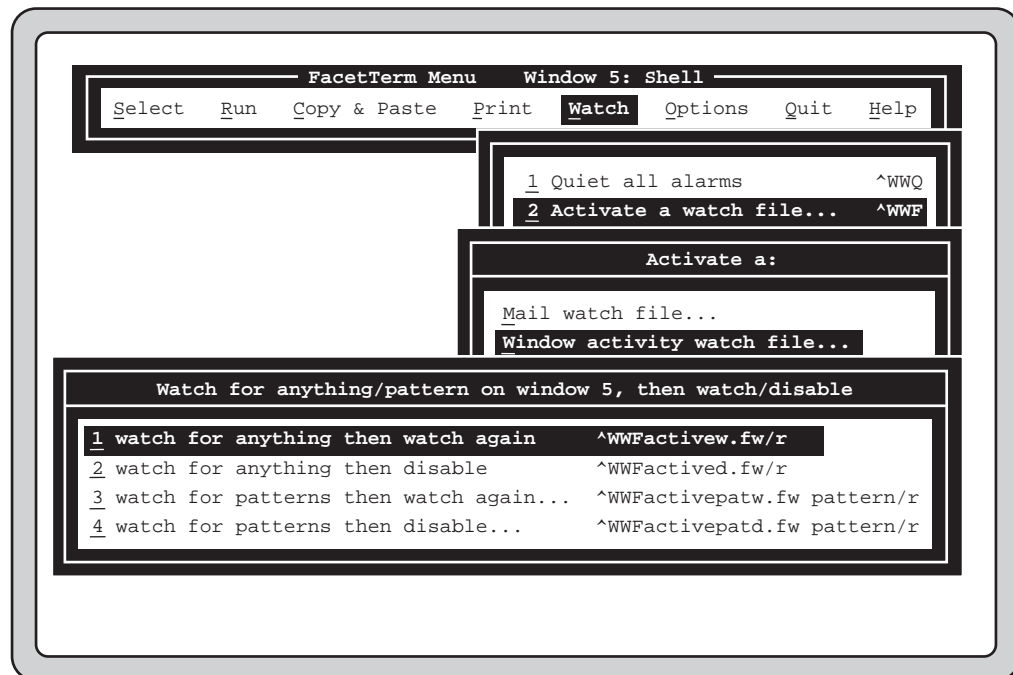 FacetTerm Menu Window 5: Shell
Select Run Copy & Paste Print Watch Options Quit Help
1 Quiet all alarms ^WWQ
2 Activate a watch file... ^WWF
Activate a:
Mail watch file...
Window activity watch file...
Watch for anything/pattern on window 5, then watch/disable
1 watch for anything then watch again ^WWFactivew.fw/r
2 watch for anything then disable ^WWFactived.fw/r
3 watch for patterns then watch again... ^WWFactivepatw.fw pattern/r
4 watch for patterns then disable... ^WWFactivepatd.fw pattern/r